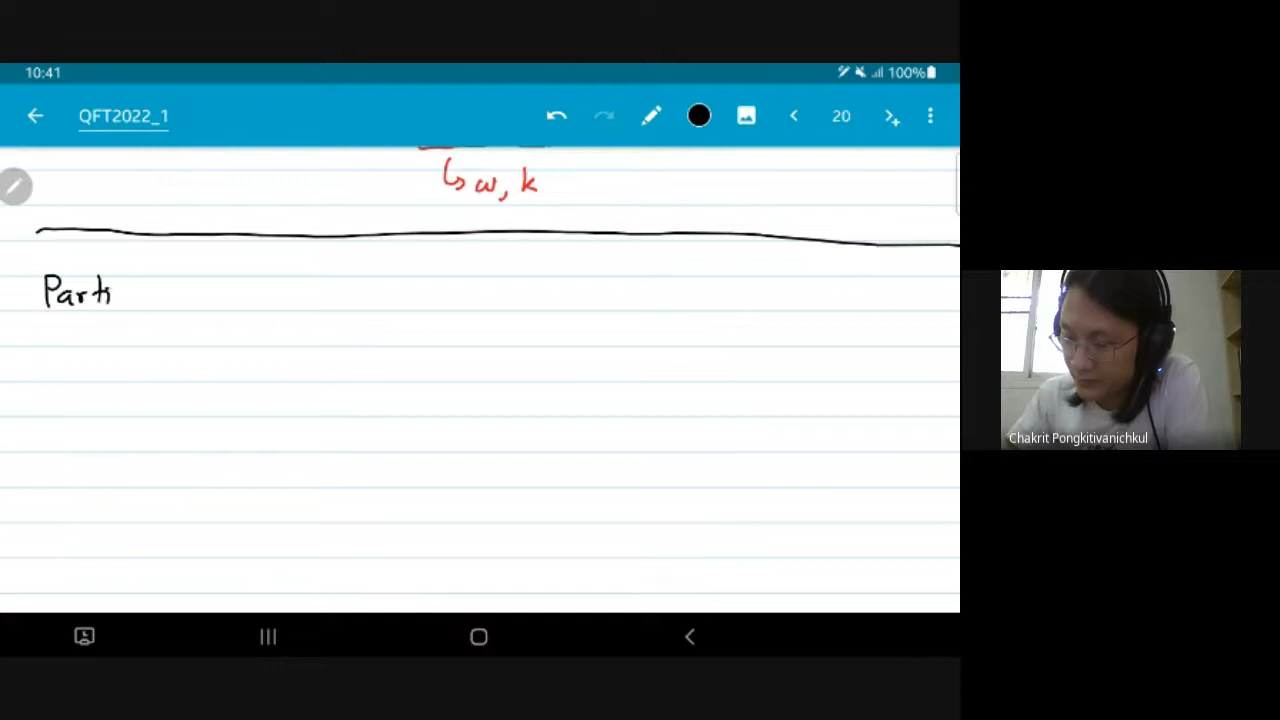 10:41
100%
QFT2022_1
20
ω, k
Parti
Chakrit Pongkitivanichkul